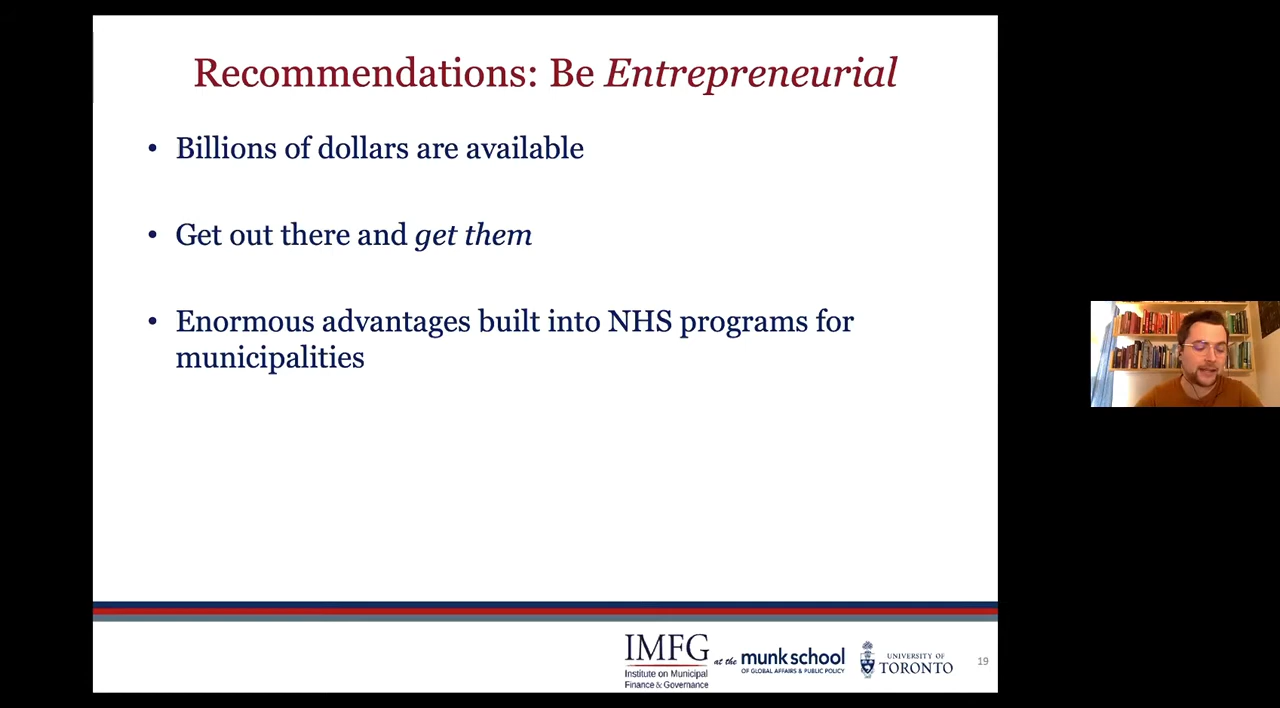 Recommendations: Be Entrepreneurial
• Billions of dollars are available
• Get out there and get them
• Enormous advantages built into NHS programs for
municipalities
IMFG
Institute on Municipal
Finance & Governance
at the
munk school
OF GLOBAL AFFAIRS & PUBLIC POLICY
UNIVERSITY OF
TORONTO
19